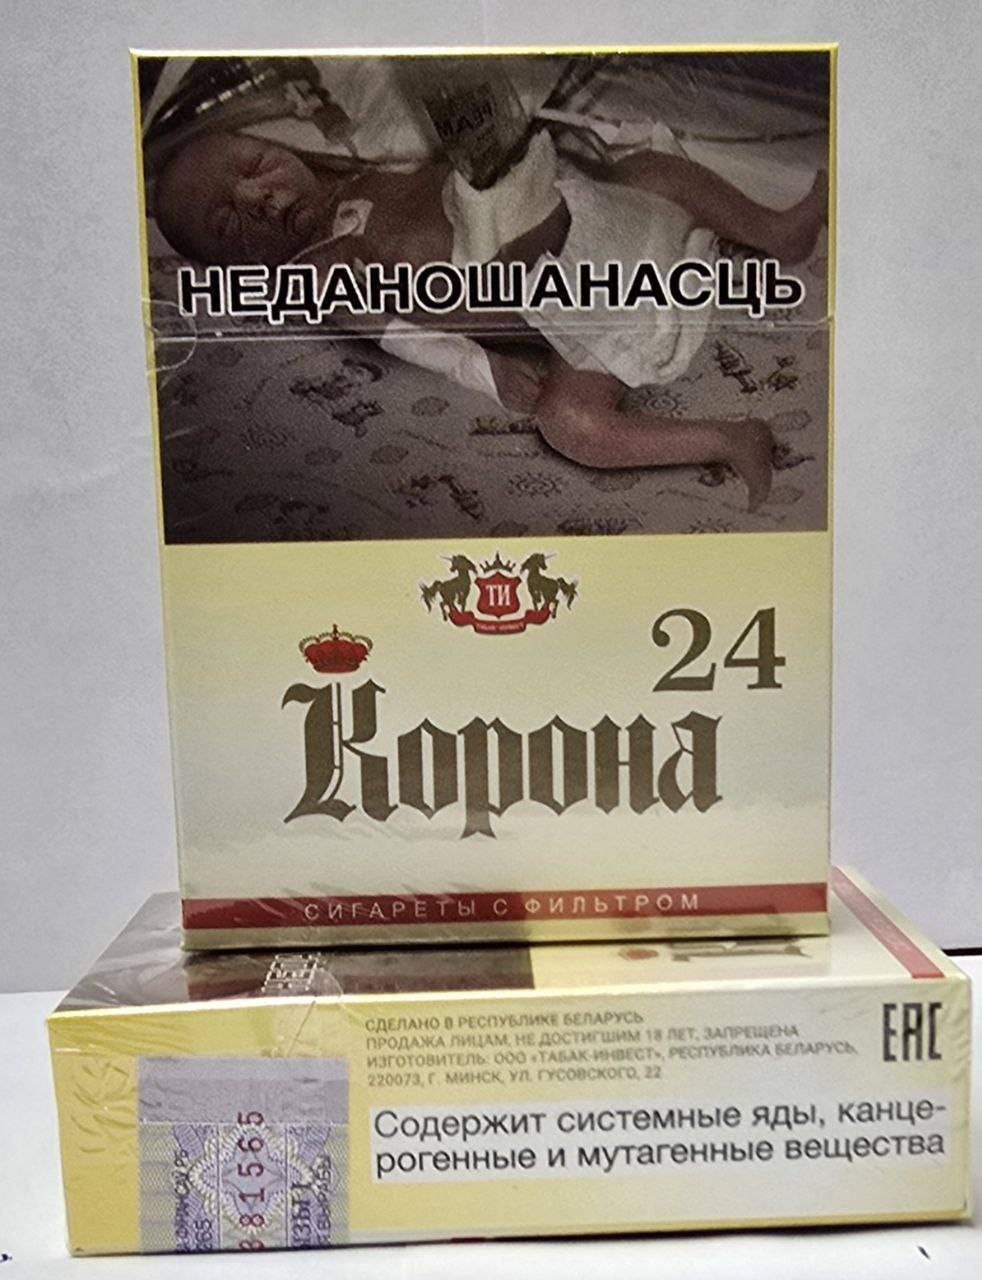 НЕДАНОШАНАСЦЬ
ТИ
24
Корона
СИГАРЕТЫ С ФИЛЬТРОМ
СДЕЛАНО В РЕСПУБЛИКЕ БЕЛАРУСЬ
ПРОДАЖА ЛИЦАМ, НЕ ДОСТИГШИМ 18 ЛЕТ, ЗАПРЕЩЕНА
ИЗГОТОВИТЕЛЬ: ООО «ТАБАК-ИНВЕСТ», РЕСПУБЛИКА БЕЛАРУСЬ,
220073, Г. МИНСК, УЛ. ГУСОВСКОГО, 22
EAC
Содержит системные яды, канце-
рогенные и мутагенные вещества
881565